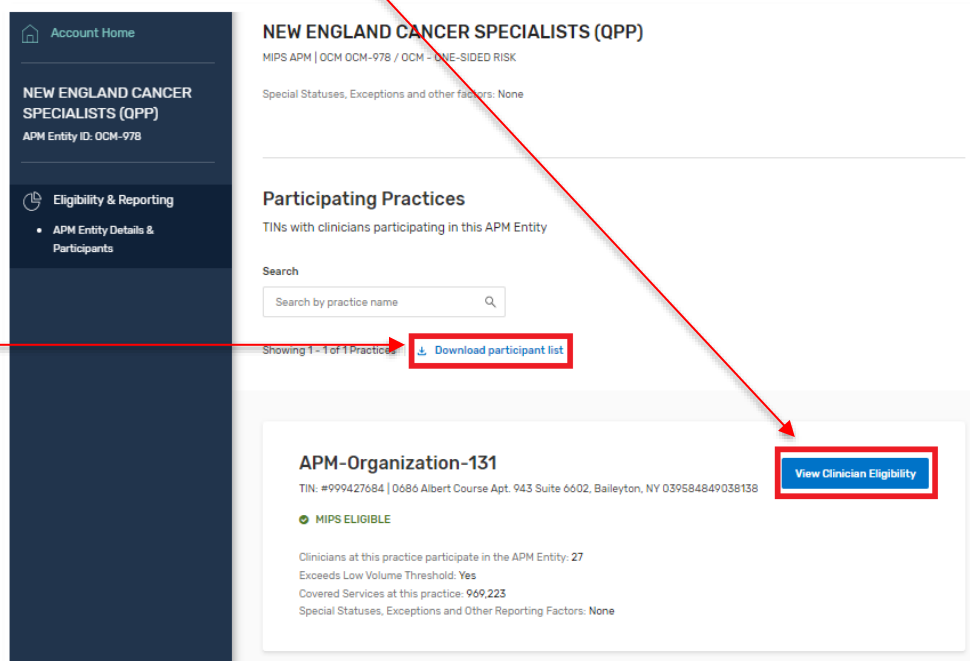 Account Home
NEW ENGLAND CANCER
SPECIALISTS (QPP)
APM Entity ID: OCM-978
Eligibility & Reporting
• APM Entity Details &
Participants
NEW ENGLAND CANCER SPECIALISTS (QPP)
MIPS APM | OCM OCM-978 / OCM - ONE-SIDED RISK
Special Statuses, Exceptions and other factors: None
Participating Practices
TINs with clinicians participating in this APM Entity
Search
Search by practice name
Showing 1 - 1 of 1 Practices | Download participant list
APM-Organization-131
View Clinician Eligibility
TIN: #999427684 | 0686 Albert Course Apt. 943 Suite 6602, Baileyton, NY 039584849038138
MIPS ELIGIBLE
Clinicians at this practice participate in the APM Entity: 27
Exceeds Low Volume Threshold: Yes
Covered Services at this practice: 969,223
Special Statuses, Exceptions and Other Reporting Factors: None